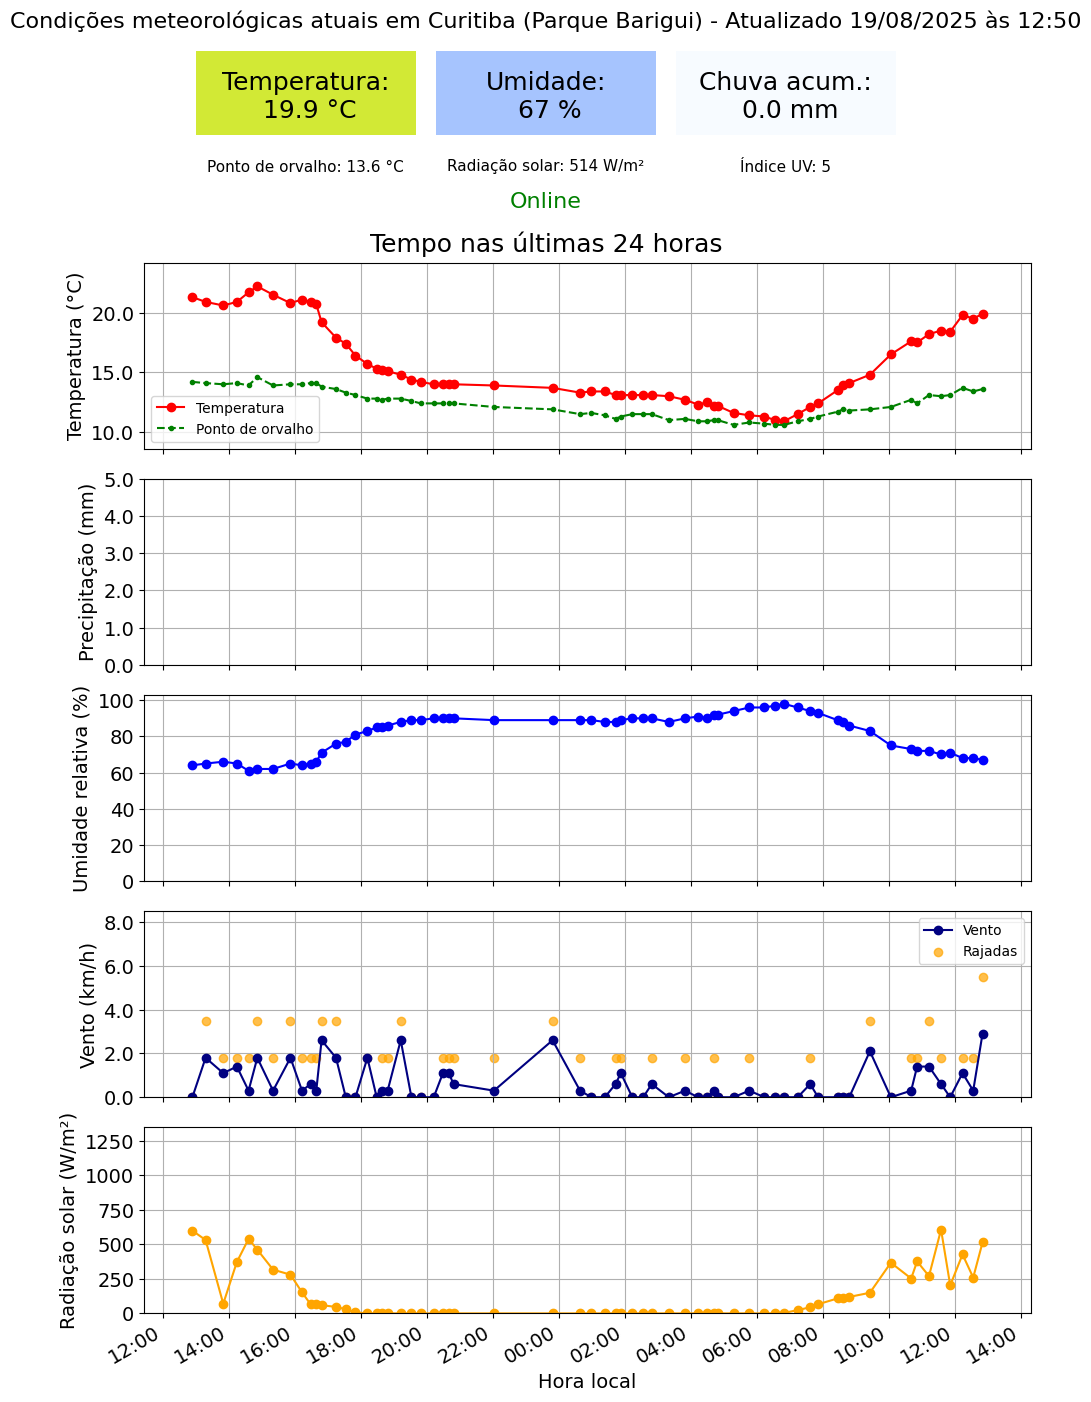 Condições meteorológicas atuais em Curitiba (Parque Barigui) - Atualizado 19/08/2025 às 12:50
Temperatura:
19.9 °C
Umidade:
67 %
Chuva acum.:
0.0 mm
Ponto de orvalho: 13.6 °C
Radiação solar: 514 W/m²
Índice UV: 5
Online
Tempo nas últimas 24 horas
Temperatura (°C)
20.0
15.0
10.0
Temperatura
Ponto de orvalho
Precipitação (mm)
5.0
4.0
3.0
2.0
1.0
0.0
Umidade relativa (%)
100
80
60
40
20
0
Vento (km/h)
8.0
6.0
4.0
2.0
0.0
Vento
Rajadas
Radiação solar (W/m²)
1250
1000
750
500
250
0
12:00
14:00
16:00
18:00
20:00
22:00
00:00
02:00
04:00
06:00
08:00
10:00
12:00
14:00
Hora local